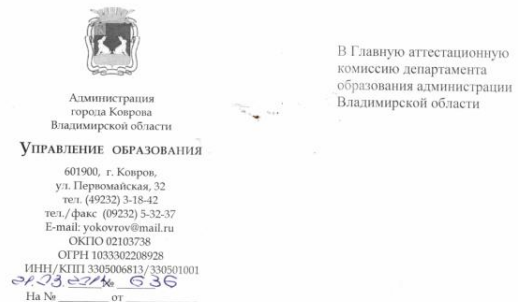 Администрация
города Коврова
Владимирской области
УПРАВЛЕНИЕ ОБРАЗОВАНИЯ
601900, г. Ковров,
ул. Первомайская, 32
тел. (49232) 3-18-42
тел./факс (09232) 5-32-37
E-mail: yokovrov@mail.ru
ОКПО 02103738
ОГРН 1033302208928
ИНН/КПП 3305006813/330501001
№ 636
На № от
В Главную аттестационную
комиссию департамента
образования администрации
Владимирской области